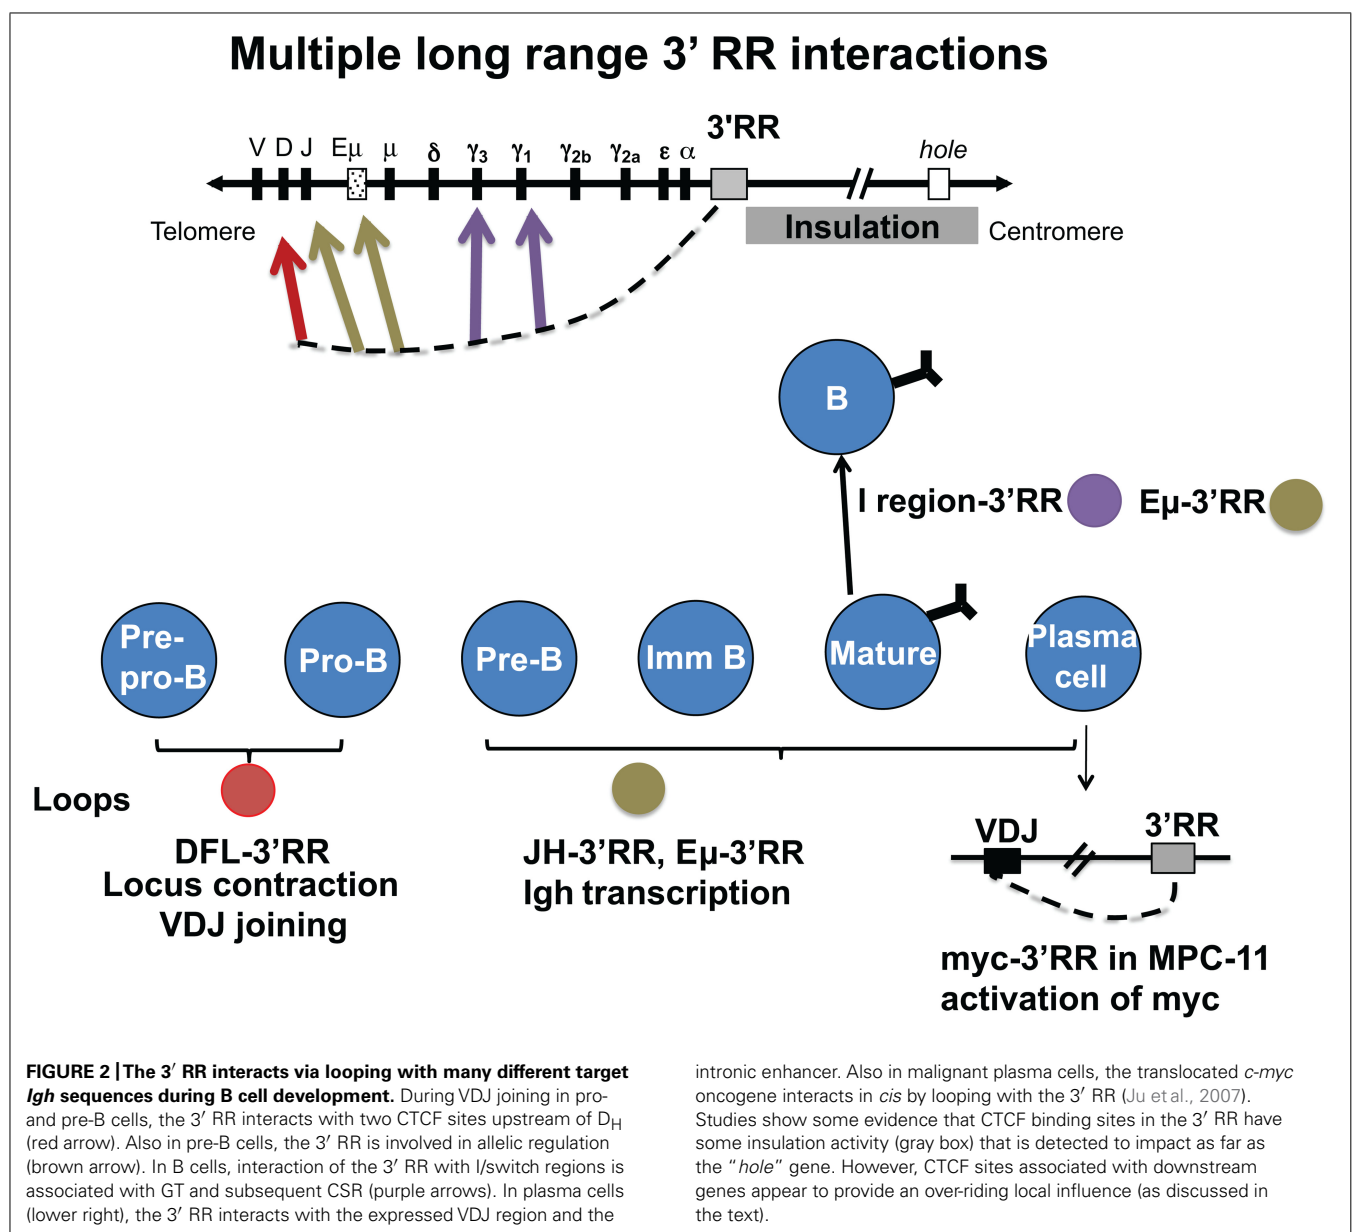 Multiple long range 3’ RR interactions
3'RR
V D J Eμ μ δ γ3 γ1 γ2b γ2a ε α hole
Telomere
Insulation
Centromere
B
I region-3’RR
Eμ-3’RR
Pre-
pro-B
Pro-B
Pre-B
Imm B
Mature
Plasma
cell
Loops
DFL-3’RR
Locus contraction
VDJ joining
JH-3’RR, Eμ-3’RR
Igh transcription
VDJ
3’RR
myc-3’RR in MPC-11
activation of myc
FIGURE 2 | The 3′ RR interacts via looping with many different target
Igh sequences during B cell development. During VDJ joining in pro-
and pre-B cells, the 3′ RR interacts with two CTCF sites upstream of DH
(red arrow). Also in pre-B cells, the 3′ RR is involved in allelic regulation
(brown arrow). In B cells, interaction of the 3′ RR with I/switch regions is
associated with GT and subsequent CSR (purple arrows). In plasma cells
(lower right), the 3′ RR interacts with the expressed VDJ region and the
intronic enhancer. Also in malignant plasma cells, the translocated c-myc
oncogene interacts in cis by looping with the 3′ RR (Ju et al., 2007).
Studies show some evidence that CTCF binding sites in the 3′ RR have
some insulation activity (gray box) that is detected to impact as far as
the “hole” gene. However, CTCF sites associated with downstream
genes appear to provide an over-riding local influence (as discussed in
the text).